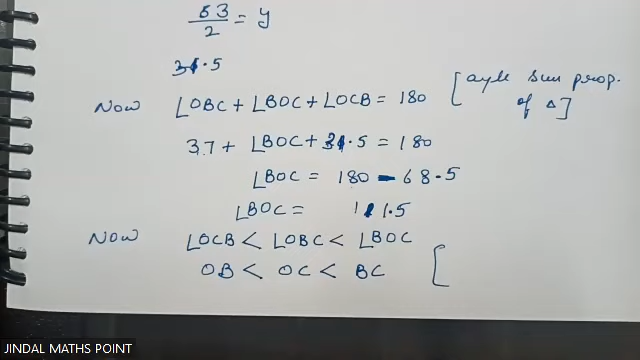 63/2 = y
31.5
Now ∠OBC + ∠BOC + ∠OCB = 180 [angle sum prop. of Δ]
37 + ∠BOC + 31.5 = 180
∠BOC = 180 - 68.5
∠BOC = 111.5
Now ∠OCB < ∠OBC < ∠BOC
OB < OC < BC [
JINDAL MATHS POINT